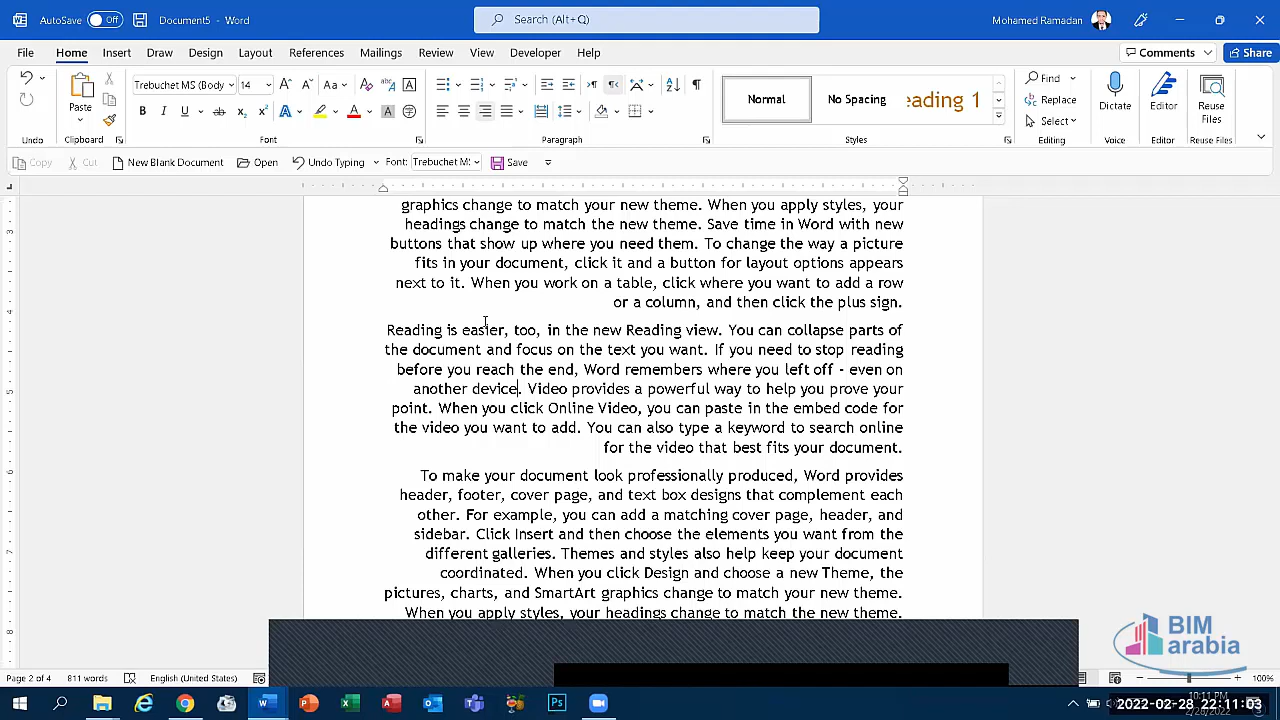 AutoSave Off Document5 - Word Search (Alt+Q) Mohamed Ramadan
File Home Insert Draw Design Layout References Mailings Review View Developer Help Comments Share
Paste Trebuchet MS (Body 14 Aa Normal No Spacing eading 1 Find Replace Select Dictate Editor Reuse Files
Undo Clipboard Font Paragraph Styles Editing Voice Editor Reuse Files
Copy Cut New Blank Document Open Undo Typing Font: Trebuchet MS Save
graphics change to match your new theme. When you apply styles, your
headings change to match the new theme. Save time in Word with new
buttons that show up where you need them. To change the way a picture
fits in your document, click it and a button for layout options appears
next to it. When you work on a table, click where you want to add a row
or a column, and then click the plus sign.
Reading is easier, too, in the new Reading view. You can collapse parts of
the document and focus on the text you want. If you need to stop reading
before you reach the end, Word remembers where you left off - even on
another device. Video provides a powerful way to help you prove your
point. When you click Online Video, you can paste in the embed code for
the video you want to add. You can also type a keyword to search online
for the video that best fits your document.
To make your document look professionally produced, Word provides
header, footer, cover page, and text box designs that complement each
other. For example, you can add a matching cover page, header, and
sidebar. Click Insert and then choose the elements you want from the
different galleries. Themes and styles also help keep your document
coordinated. When you click Design and choose a new Theme, the
pictures, charts, and SmartArt graphics change to match your new theme.
When you apply styles, your headings change to match the new theme.
BIM
arabia
Page 2 of 4 811 words English (United States) 100%
10:11 PM
2022-02-28 22:11:03